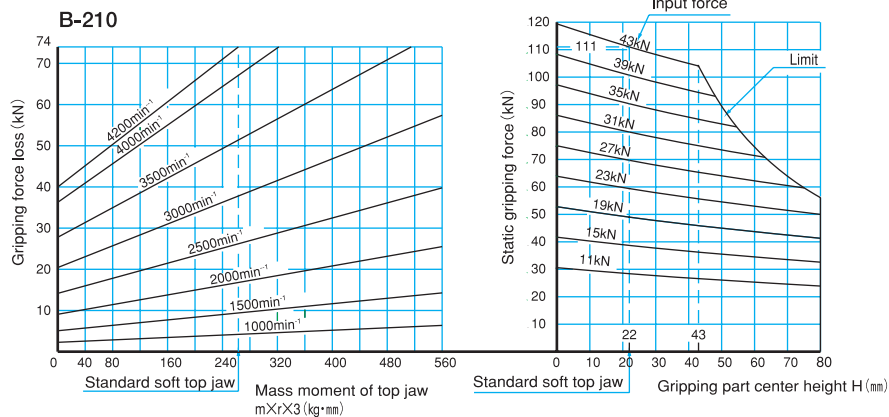 B-210
Gripping force loss (kN)
74
70
60
50
40
30
20
10
4200min⁻¹
4000min⁻¹
3500min⁻¹
3000min⁻¹
2500min⁻¹
2000min⁻¹
1500min⁻¹
1000min⁻¹
0 40 80 160 240 320 400 480 560
Standard soft top jaw
Mass moment of top jaw
m×r×3 (kg·mm)
Input force
Limit
Static gripping force (kN)
120
110
100
90
80
70
60
50
40
30
20
10
111
43kN
39kN
35kN
31kN
27kN
23kN
19kN
15kN
11kN
22 43
0 10 20 30 40 50 60 70 80
Standard soft top jaw
Gripping part center height H (mm)